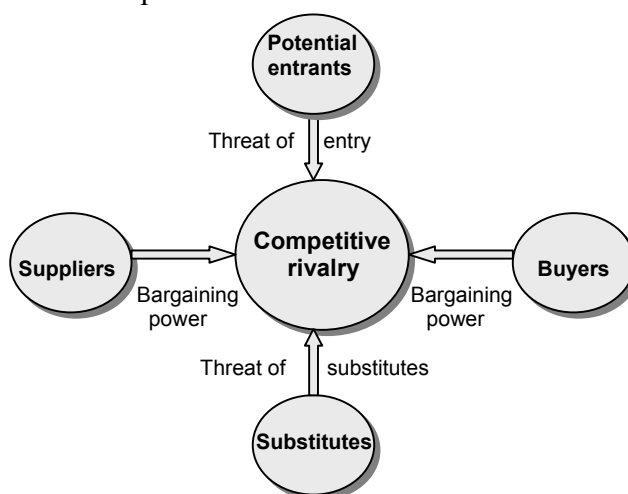 Potential
entrants
Threat of entry
Competitive
rivalry
Suppliers
Buyers
Bargaining
power
Bargaining
power
Threat of substitutes
Substitutes